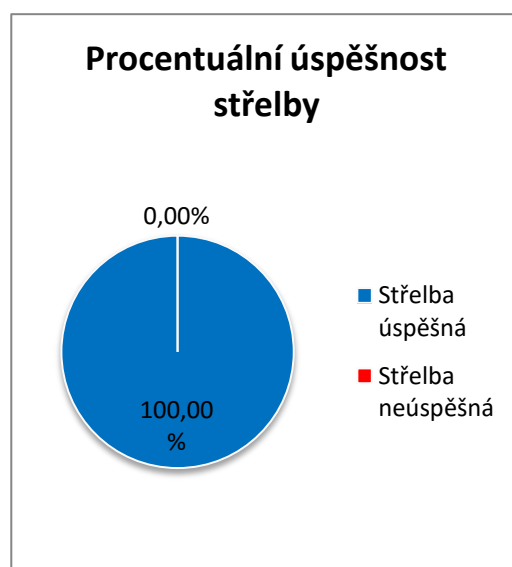 Procentuální úspěšnost
střelby
0,00%
100,00
%
Střelba
úspěšná
Střelba
neúspěšná